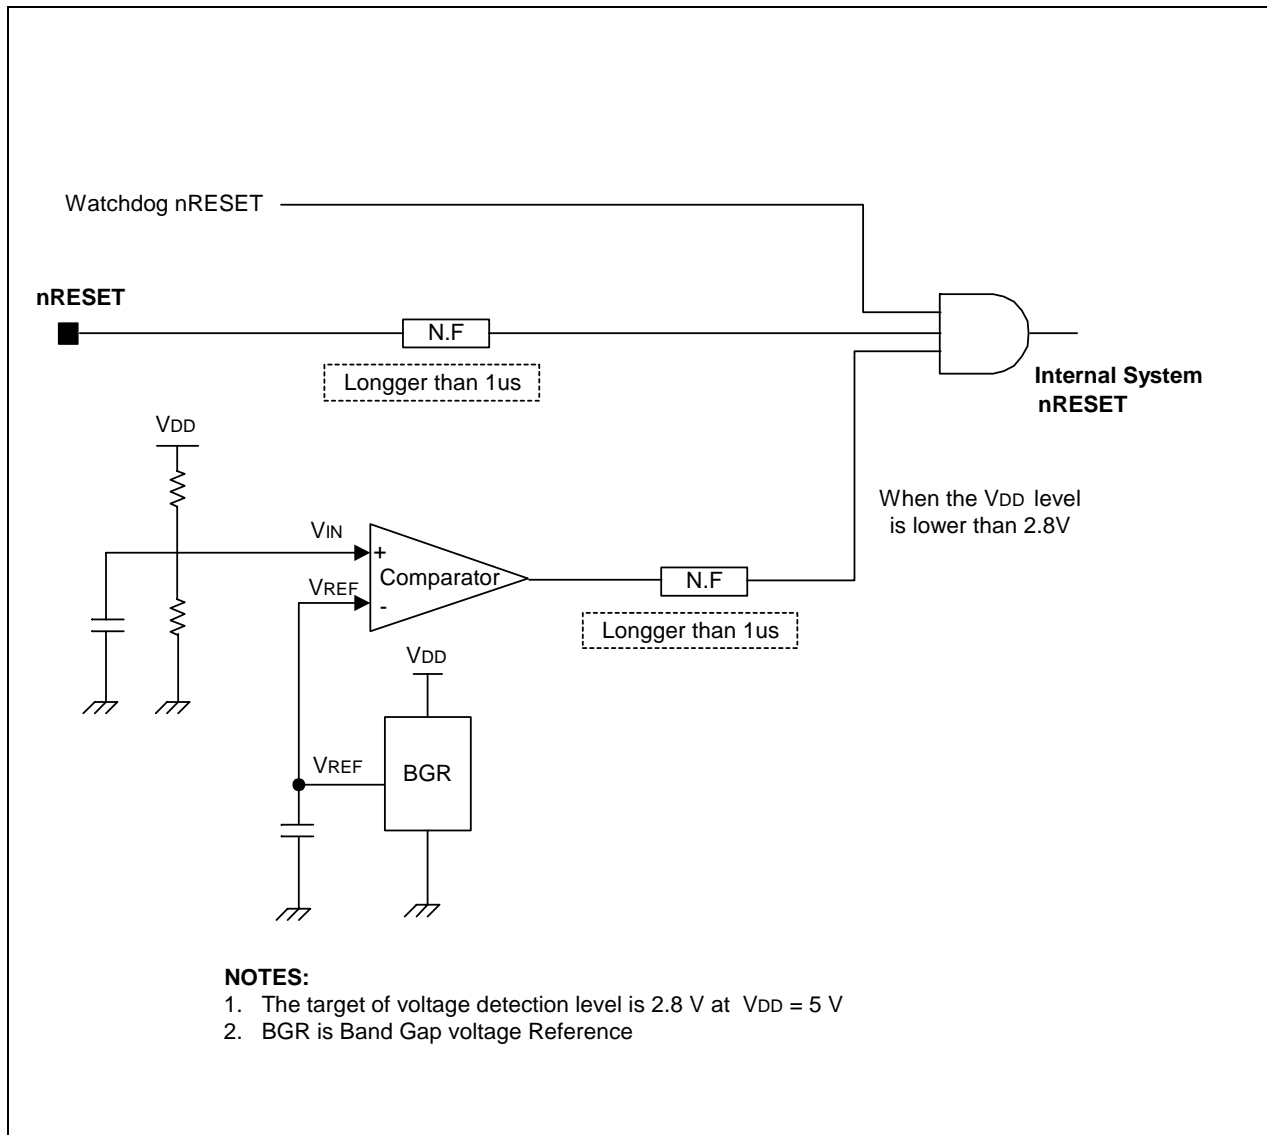 Watchdog nRESET
nRESET
N.F
Longger than 1us
Internal System
nRESET
VDD
When the VDD level
is lower than 2.8V
VIN
+
Comparator
VREF
-
N.F
Longger than 1us
VDD
VREF
BGR
NOTES:
1. The target of voltage detection level is 2.8 V at VDD = 5 V
2. BGR is Band Gap voltage Reference